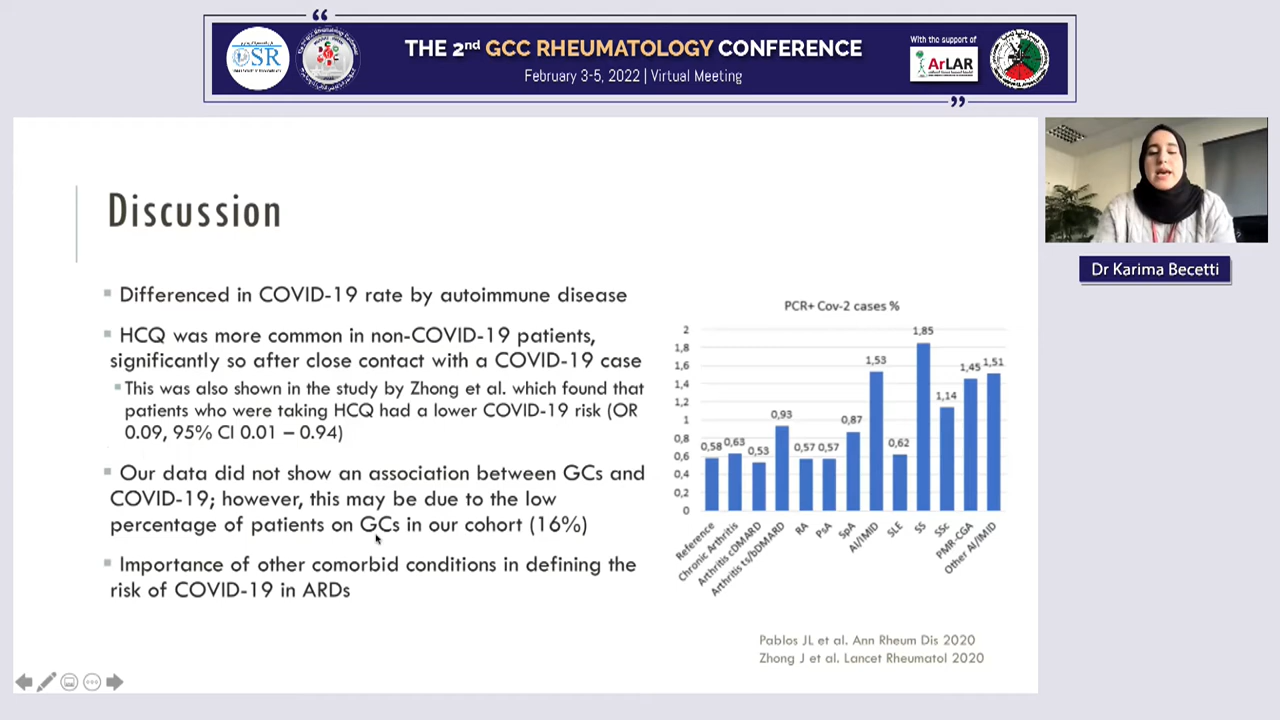 THE 2nd GCC RHEUMATOLOGY CONFERENCE
February 3-5, 2022 | Virtual Meeting
OSR
With the support of
ArLAR
Dr Karima Becetti
Discussion
Differenced in COVID-19 rate by autoimmune disease
HCQ was more common in non-COVID-19 patients,
significantly so after close contact with a COVID-19 case
This was also shown in the study by Zhong et al. which found that
patients who were taking HCQ had a lower COVID-19 risk (OR
0.09, 95% CI 0.01 – 0.94)
Our data did not show an association between GCs and
COVID-19; however, this may be due to the low
percentage of patients on GCs in our cohort (16%)
Importance of other comorbid conditions in defining the
risk of COVID-19 in ARDs
PCR+ Cov-2 cases %
2
1,8
1,6
1,4
1,2
1
0,8
0,6
0,4
0,2
0
0,58
0,63
0,53
0,93
0,57
0,57
0,87
1,53
0,62
1,85
1,14
1,45
1,51
Reference
Chronic Arthritis
Arthritis cDMARD
Arthritis ts/bDMARD
RA
PsA
SpA
AI/IMID
SLE
SS
SSc
PMR-CGA
Other AI/IMID
Pablos JL et al. Ann Rheum Dis 2020
Zhong J et al. Lancet Rheumatol 2020